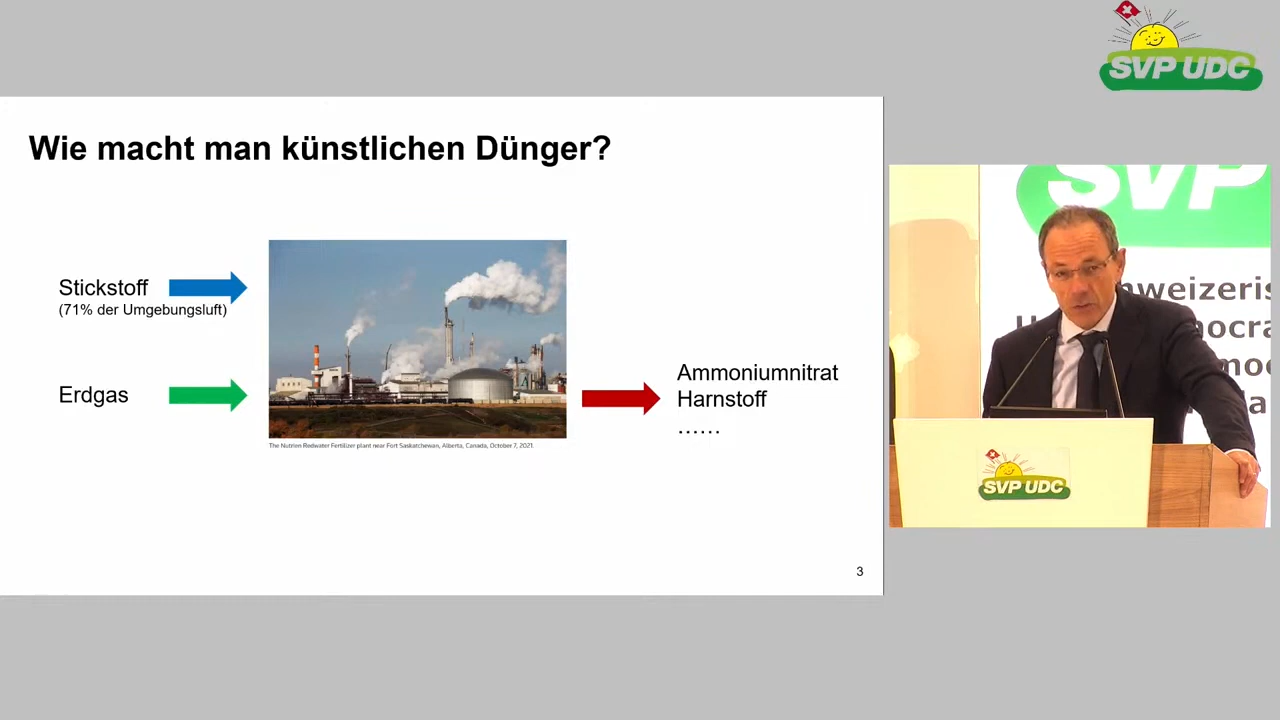 SVP UDC
Wie macht man künstlichen Dünger?
Stickstoff
(71% der Umgebungsluft)
Erdgas
Ammoniumnitrat
Harnstoff
......
The Nutrien Redwater Fertilizer plant near Fort Saskatchewan, Alberta, Canada, October 7, 2021.
3
SVP
SVP UDC